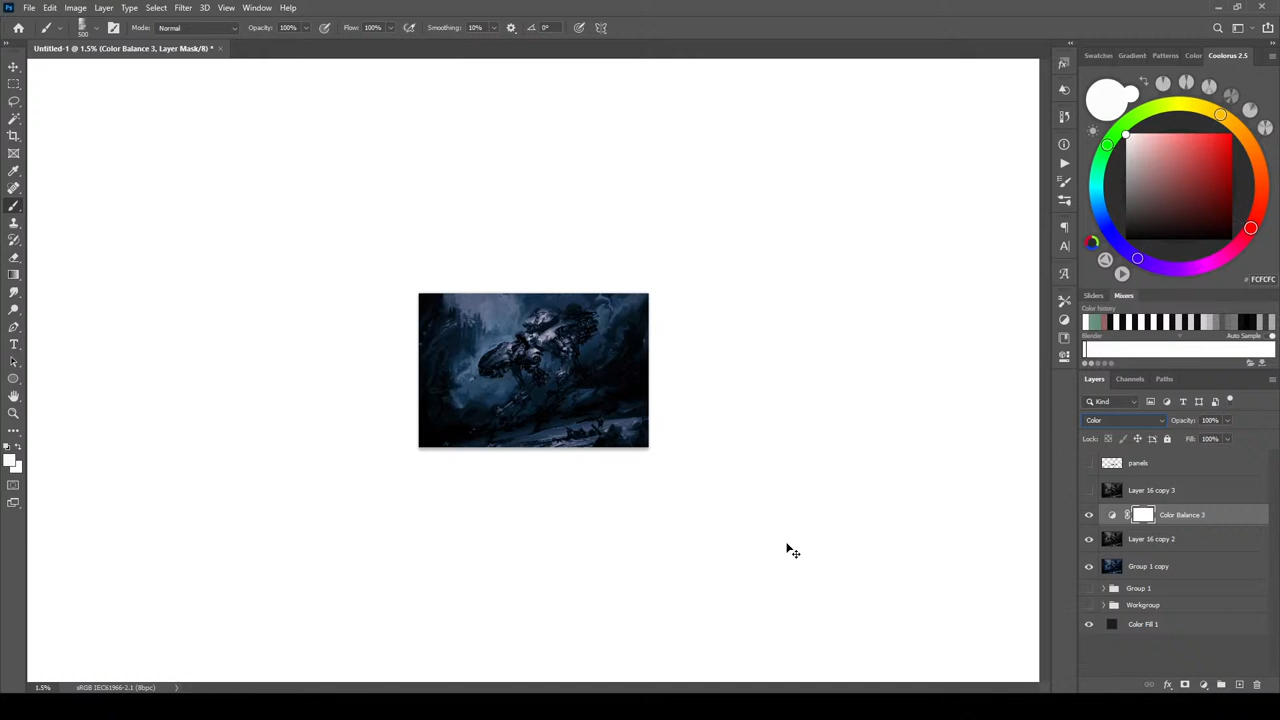 File Edit Image Layer Type Select Filter 3D View Window Help
500 Mode: Normal Opacity: 100% Flow: 100% Smoothing: 10% 0°
Untitled-1 @ 1.5% (Color Balance 3, Layer Mask/8) *
Swatches Gradient Patterns Color Coolorus 2.5
# FCFCFC
Sliders Mixers
Color history
Blender Auto Sample
Layers Channels Paths
Kind
Color Opacity: 100%
Lock: Fill: 100%
panels
Layer 16 copy 3
Color Balance 3
Layer 16 copy 2
Group 1 copy
Group 1
Workgroup
Color Fill 1
1.5% sRGB IEC61966-2.1 (8bpc)